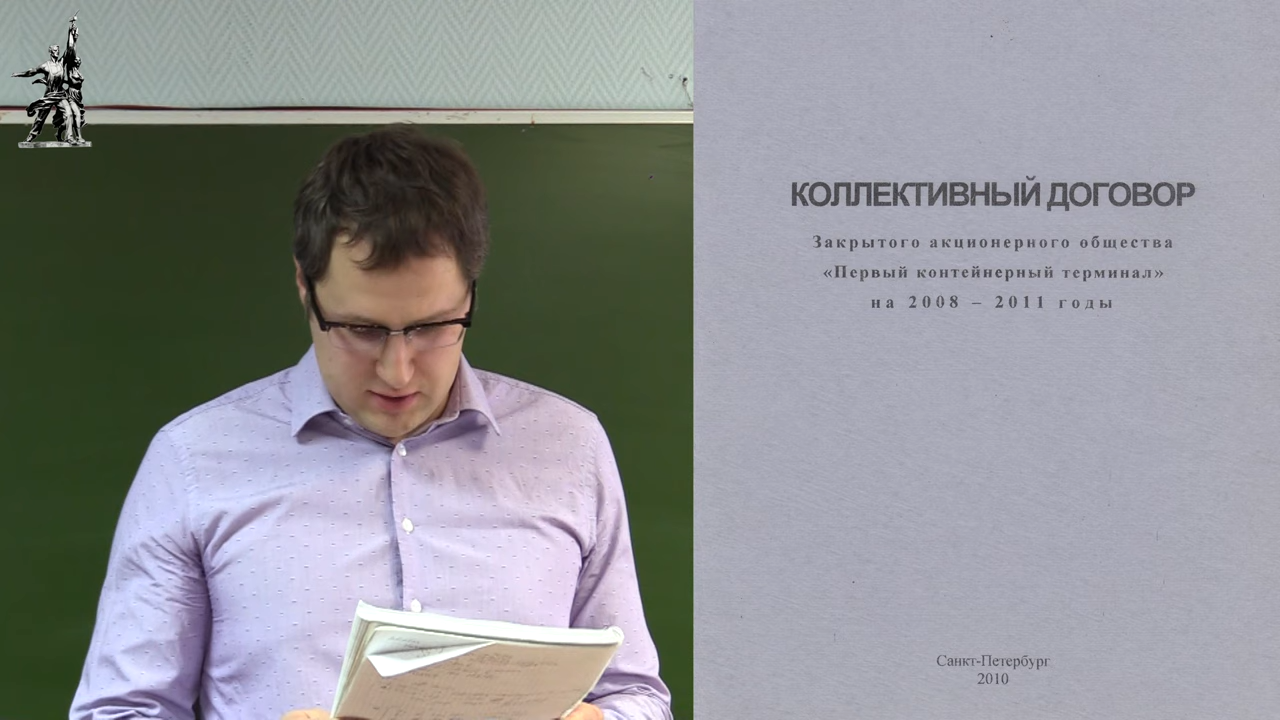 КОЛЛЕКТИВНЫЙ ДОГОВОР
Закрытого акционерного общества
«Первый контейнерный терминал»
на 2008 – 2011 годы
Санкт-Петербург
2010